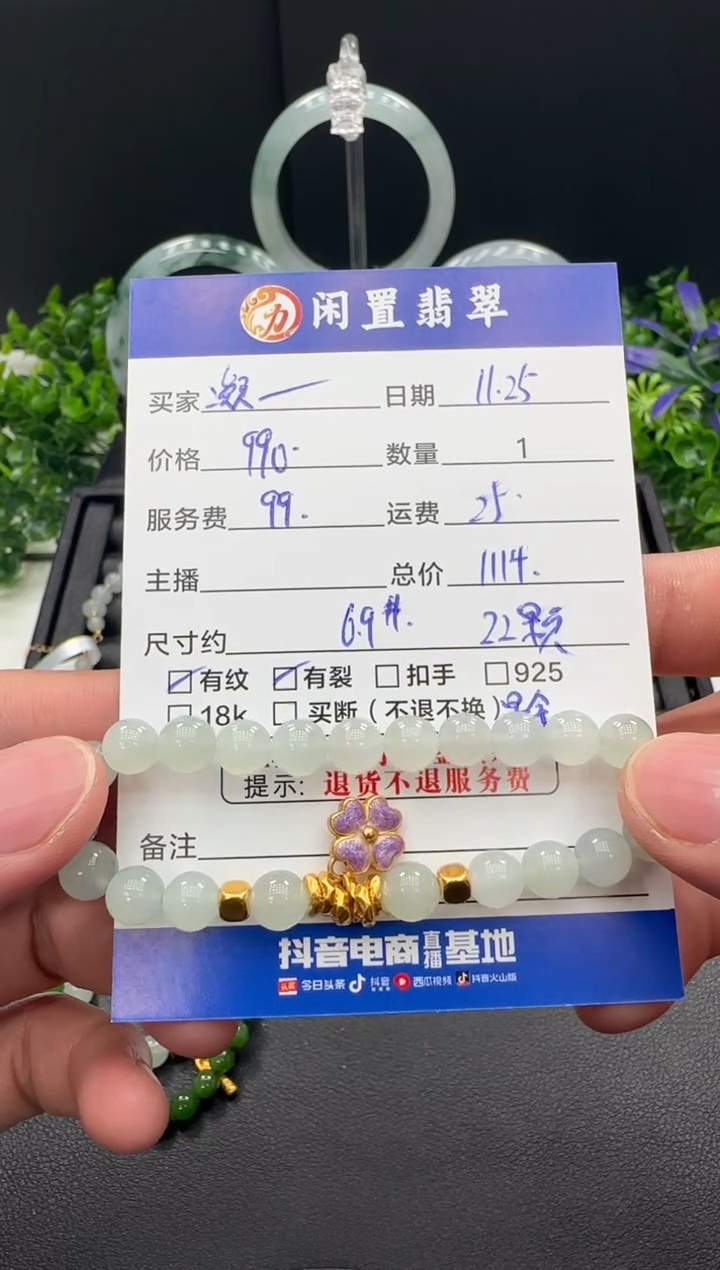 力 闲置翡翠
买家 日期 11.25
价格 990. 数量 1
服务费 99. 运费 25.
主播 总价 1114.
尺寸约 6.9 22颗
有纹 有裂 扣手 925
18k 买断(不退不换)
提示: 退货不退服务费
备注
抖音电商直播基地
头条 今日头条 抖音 西瓜视频 抖音火山版